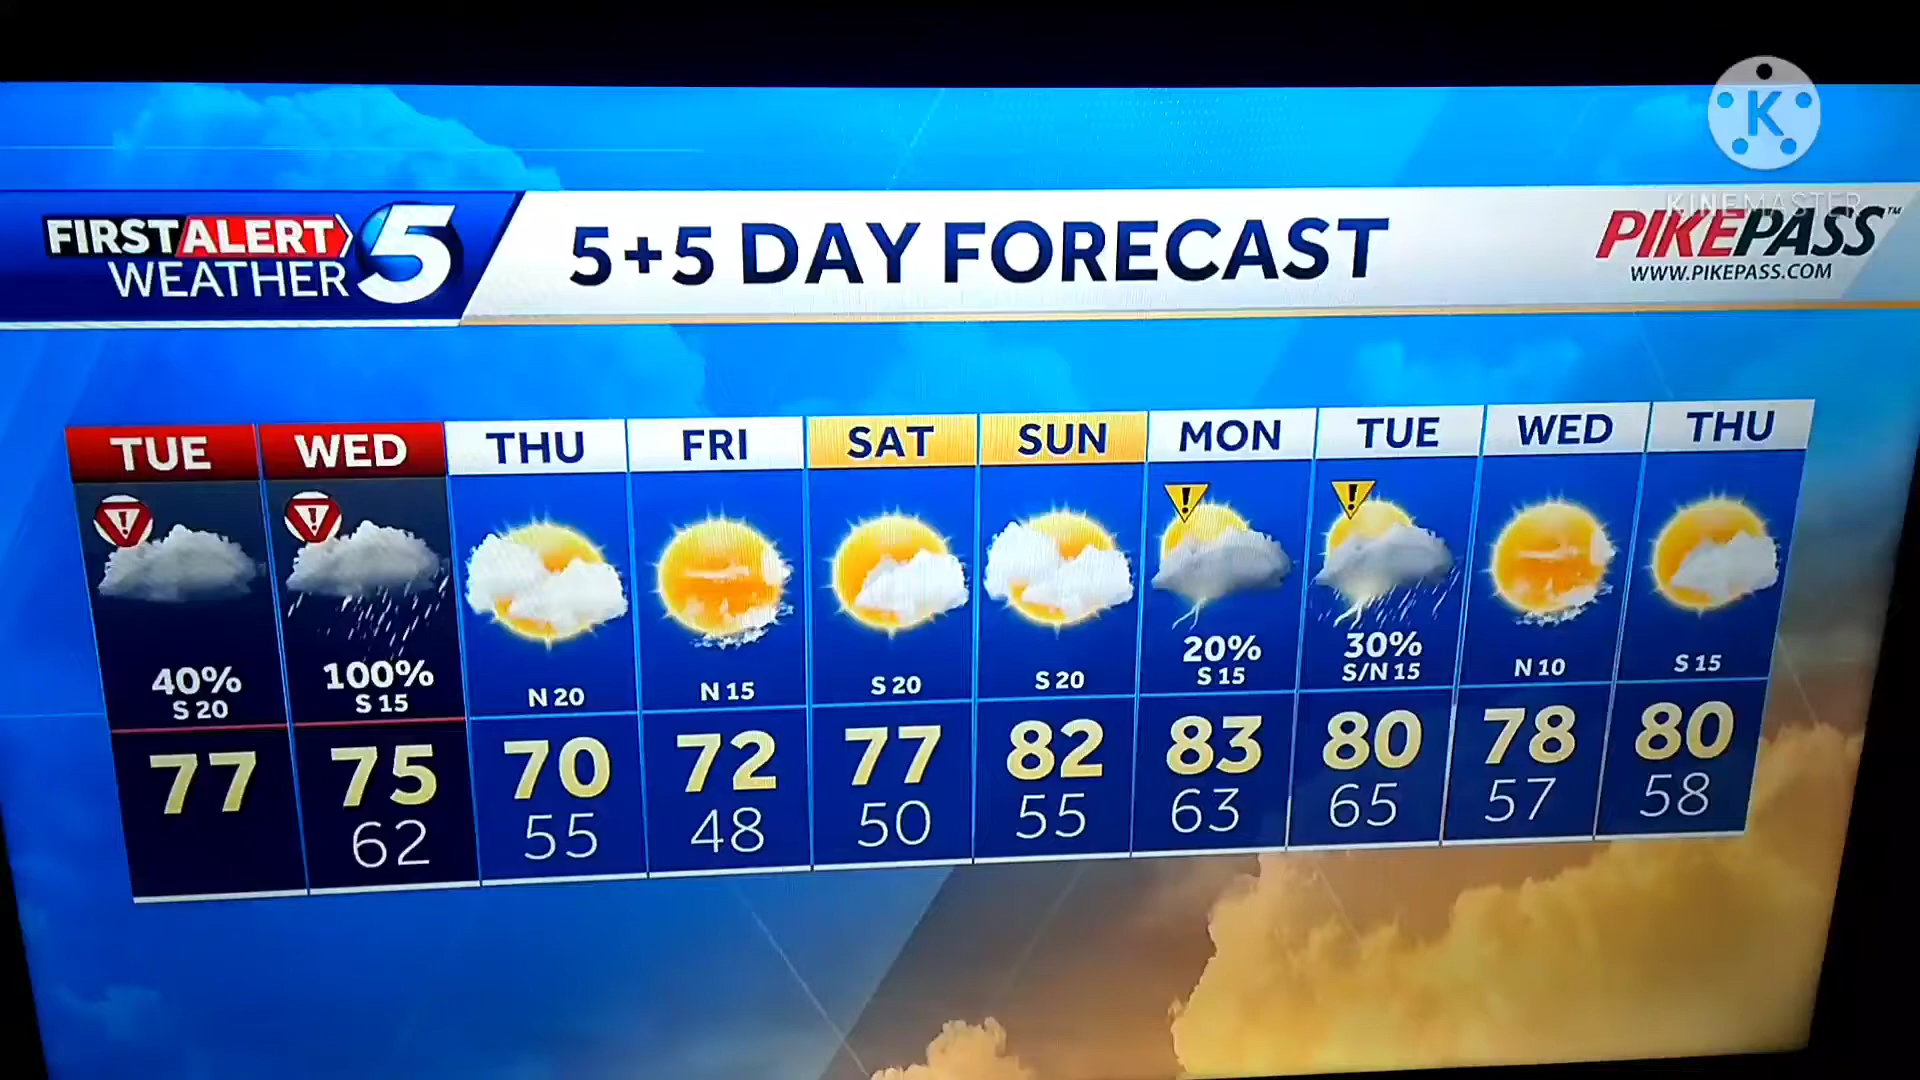 K
KINEMASTER
FIRST ALERT
WEATHER 5
5+5 DAY FORECAST
PIKEPASS™
WWW.PIKEPASS.COM
TUE WED THU FRI SAT SUN MON TUE WED THU
40% 100% 20% 30%
S 20 S 15 N 20 N 15 S 20 S 20 S 15 S/N 15 N 10 S 15
77 75 70 72 77 82 83 80 78 80
62 55 48 50 55 63 65 57 58